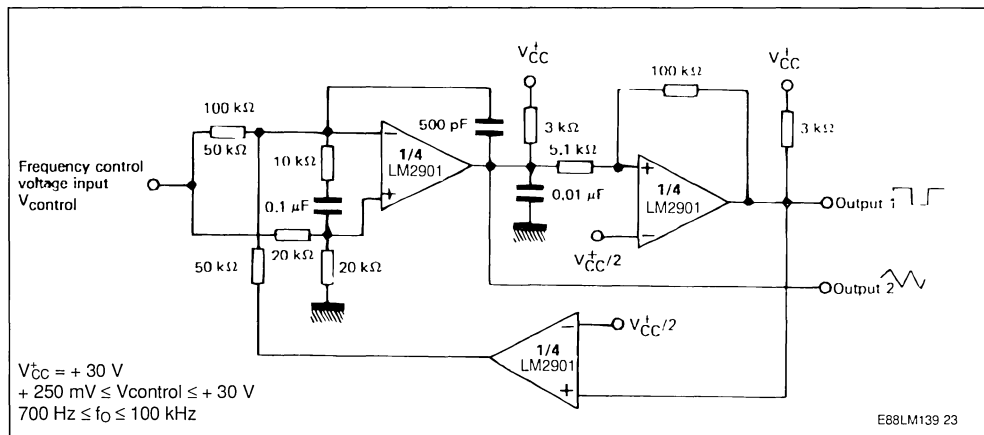 V+CC
V+CC
100 kΩ
100 kΩ
500 pF
3 kΩ
3 kΩ
50 kΩ
5.1 kΩ
10 kΩ
−
1/4
LM2901
+
+
1/4
LM2901
−
Frequency control
voltage input
Vcontrol
0.1 μF
0.01 μF
Output 1
V+CC/2
20 kΩ
20 kΩ
50 kΩ
Output 2
−
V+CC/2
1/4
LM2901
+
V+CC = + 30 V
+ 250 mV ≤ Vcontrol ≤ + 30 V
700 Hz ≤ fO ≤ 100 kHz
E88LM139 23